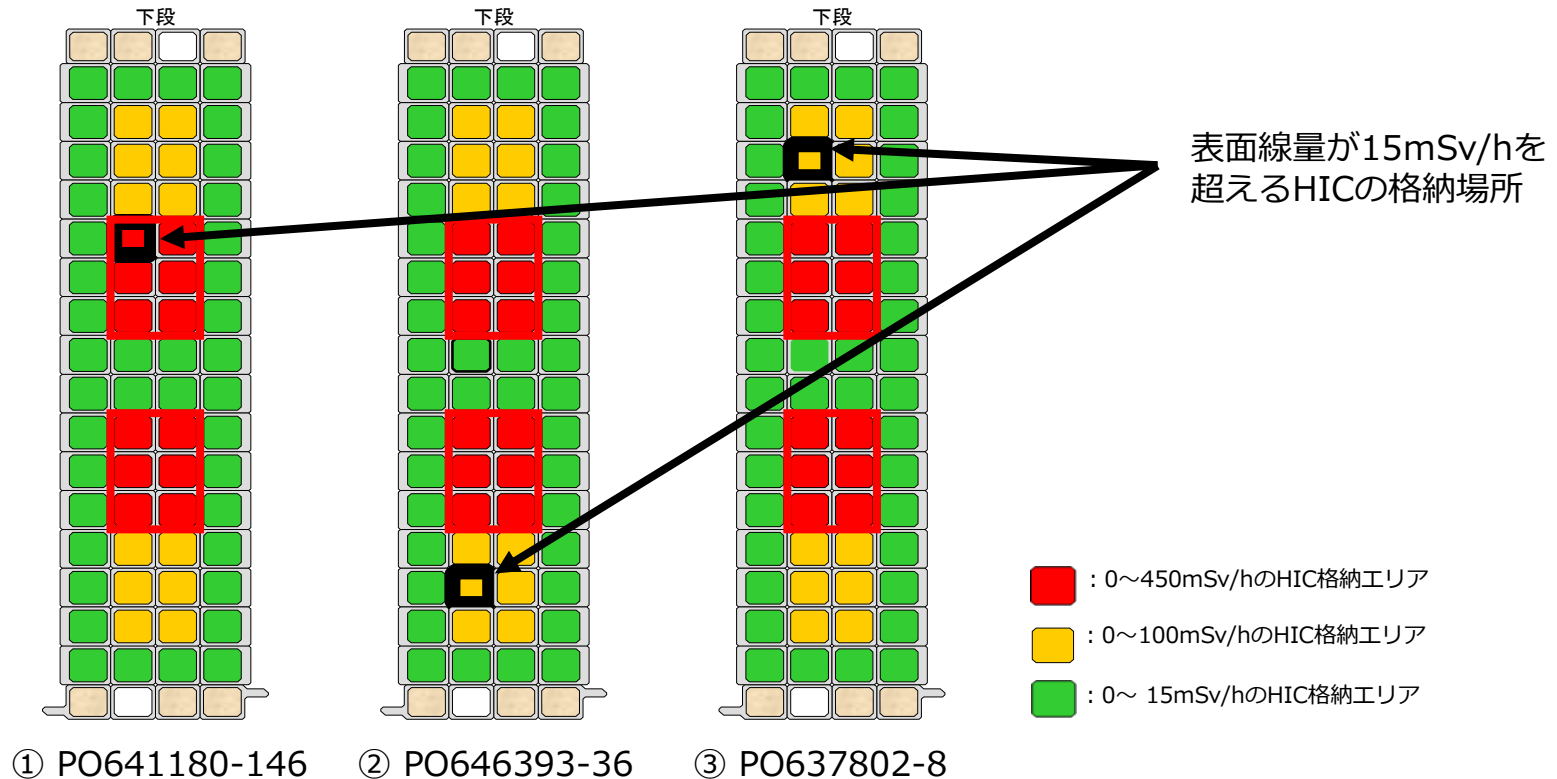 下段
下段
下段
表面線量が15mSv/hを
超えるHICの格納場所
：0～450mSv/hのHIC格納エリア
：0～100mSv/hのHIC格納エリア
：0～ 15mSv/hのHIC格納エリア
① PO641180-146
② PO646393-36
③ PO637802-8